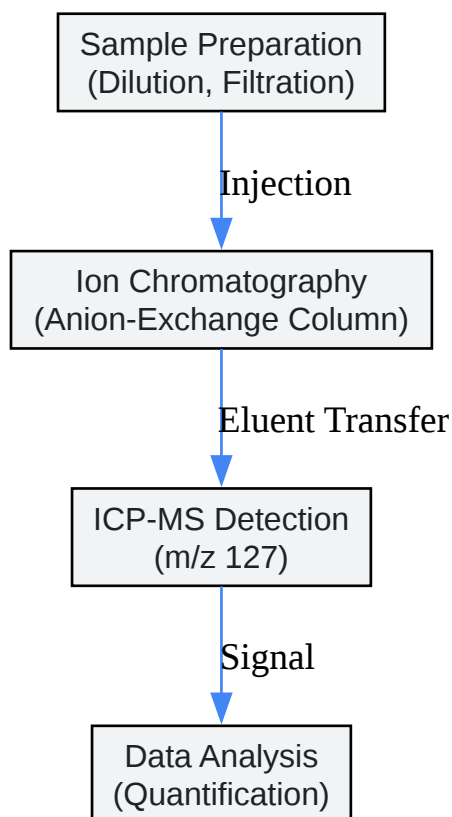 Sample Preparation
(Dilution, Filtration)
Injection
Ion Chromatography
(Anion-Exchange Column)
Eluent Transfer
ICP-MS Detection
(m/z 127)
Signal
Data Analysis
(Quantification)